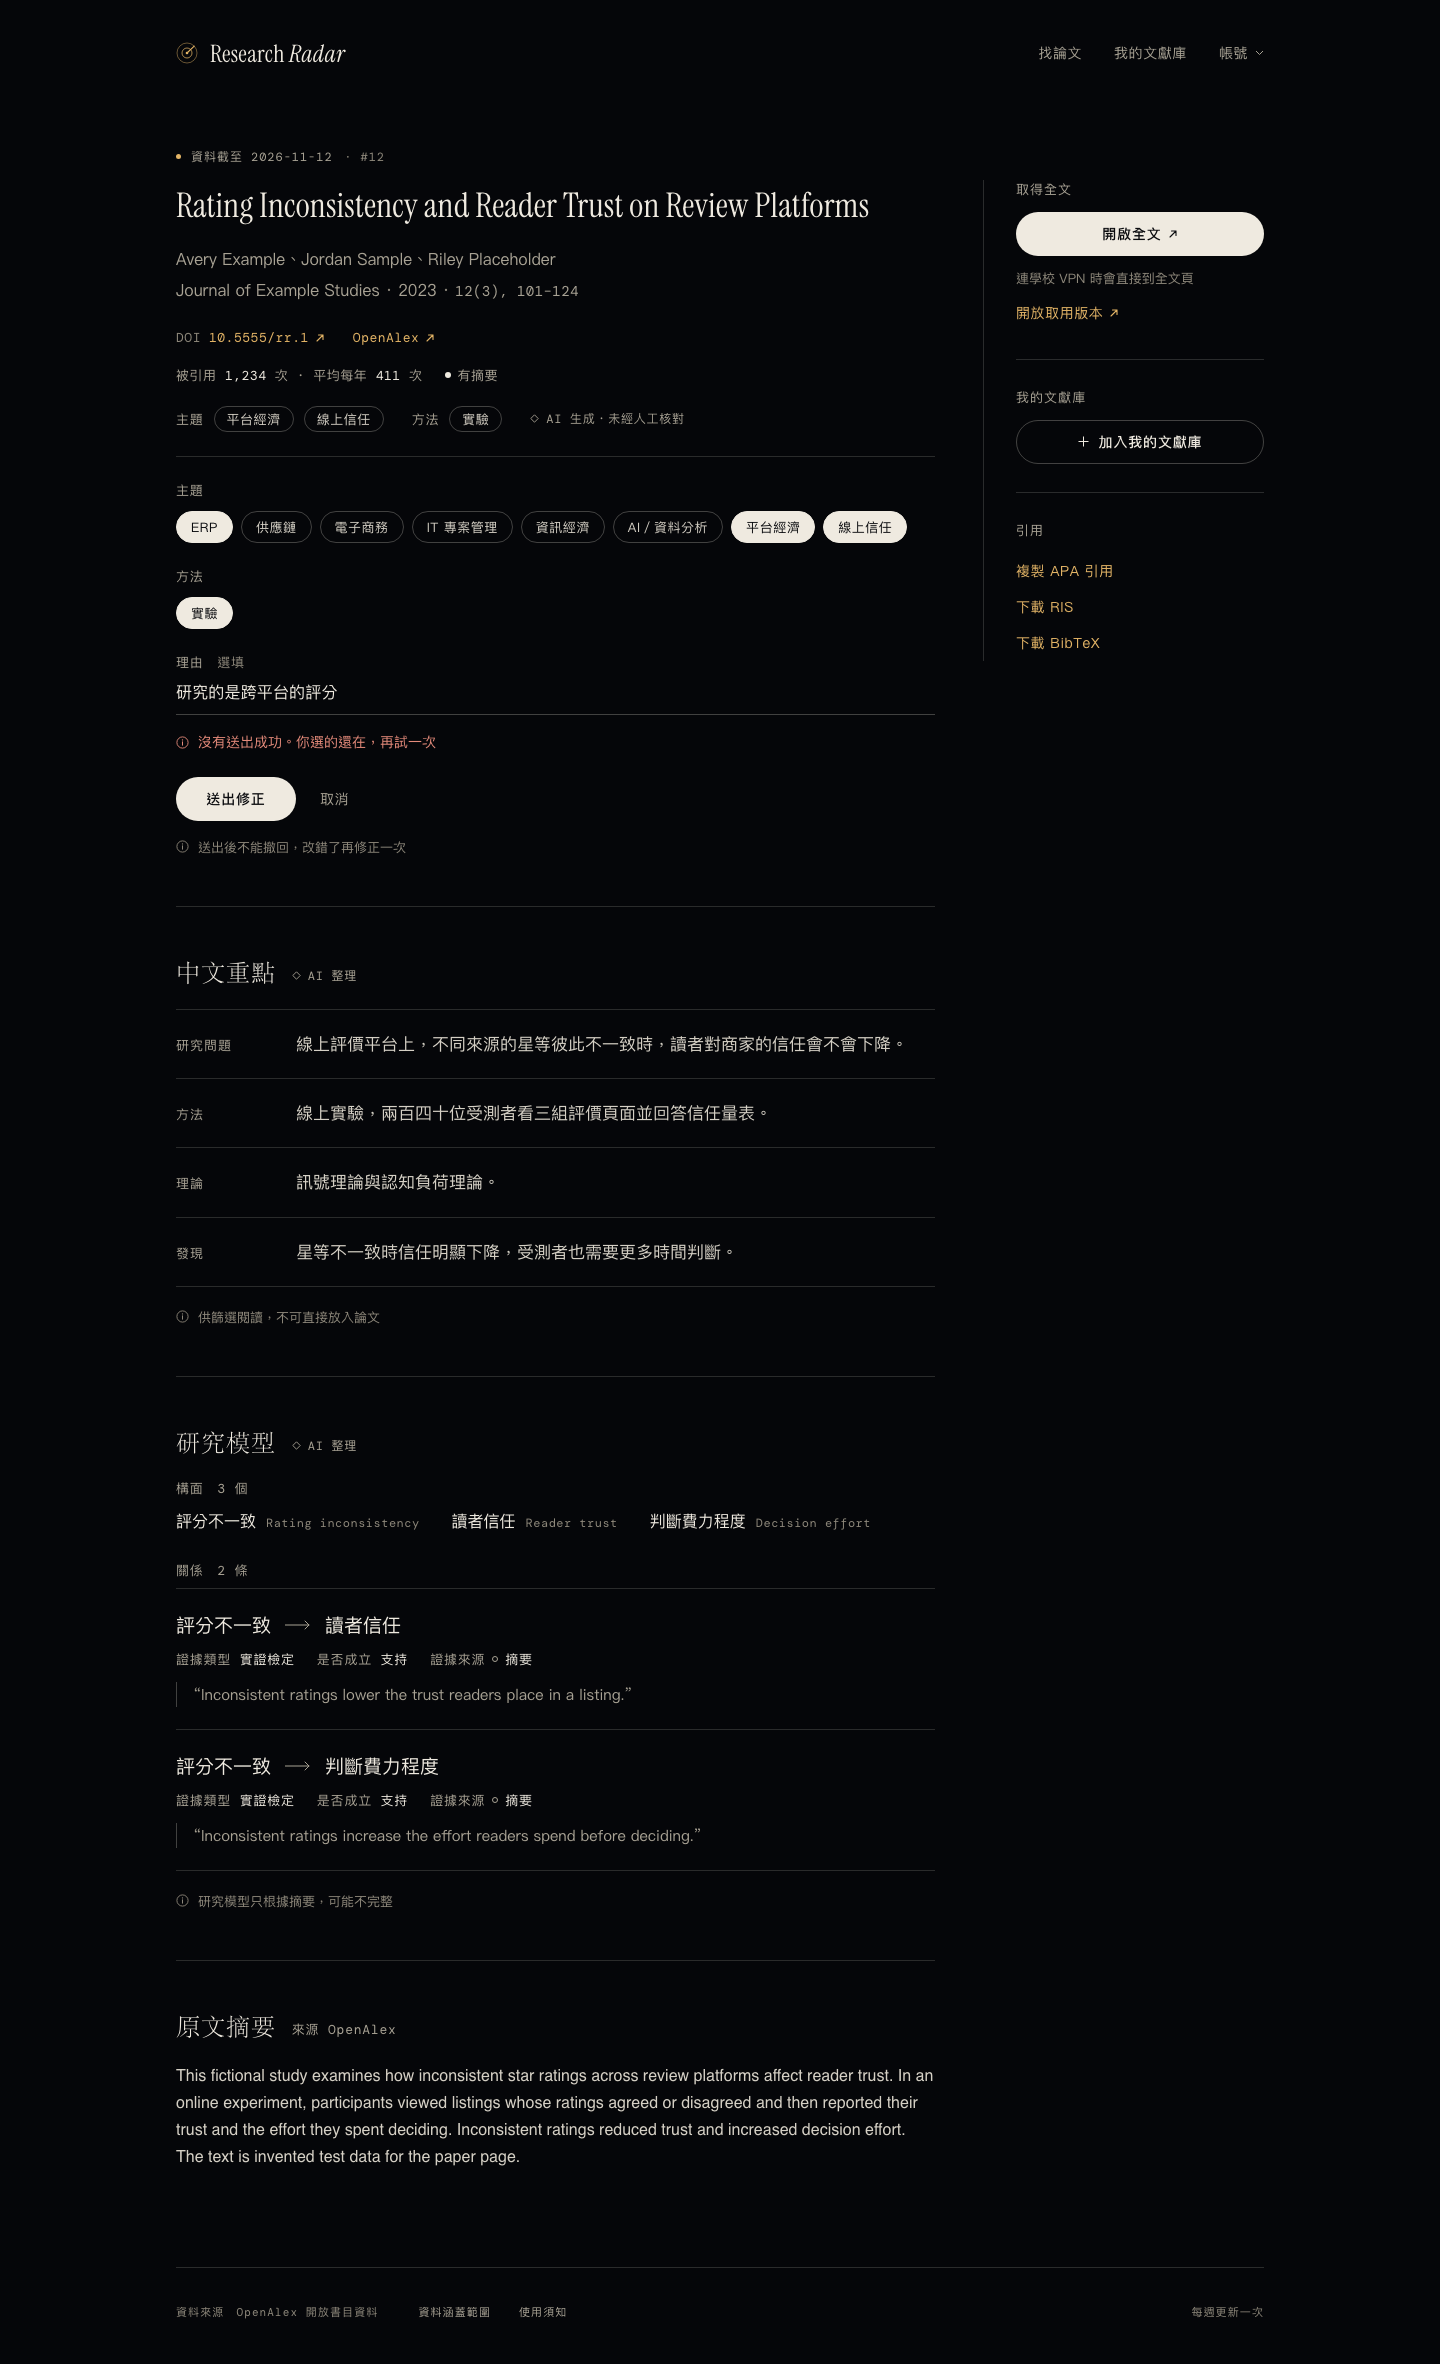 Research Radar
找論文 我的文獻庫 帳號
資料截至 2026-11-12 · #12
Rating Inconsistency and Reader Trust on Review Platforms
Avery Example、Jordan Sample、Riley Placeholder
Journal of Example Studies · 2023 · 12(3), 101–124
DOI 10.5555/rr.1 ↗ OpenAlex ↗
被引用 1,234 次 · 平均每年 411 次 有摘要
主題 平台經濟 線上信任 方法 實驗 ◇ AI 生成・未經人工核對
主題
ERP 供應鏈 電子商務 IT 專案管理 資訊經濟 AI / 資料分析 平台經濟 線上信任
方法
實驗
理由 選填
研究的是跨平台的評分
沒有送出成功。你選的還在，再試一次
送出修正 取消
送出後不能撤回，改錯了再修正一次
取得全文
開啟全文 ↗
連學校 VPN 時會直接到全文頁
開放取用版本 ↗
我的文獻庫
＋ 加入我的文獻庫
引用
複製 APA 引用
下載 RIS
下載 BibTeX
中文重點 ◇ AI 整理
研究問題 線上評價平台上，不同來源的星等彼此不一致時，讀者對商家的信任會不會下降。
方法 線上實驗，兩百四十位受測者看三組評價頁面並回答信任量表。
理論 訊號理論與認知負荷理論。
發現 星等不一致時信任明顯下降，受測者也需要更多時間判斷。
供篩選閱讀，不可直接放入論文
研究模型 ◇ AI 整理
構面 3 個
評分不一致 Rating inconsistency 讀者信任 Reader trust 判斷費力程度 Decision effort
關係 2 條
評分不一致 → 讀者信任
證據類型 實證檢定 是否成立 支持 證據來源 摘要
“Inconsistent ratings lower the trust readers place in a listing.”
評分不一致 → 判斷費力程度
證據類型 實證檢定 是否成立 支持 證據來源 摘要
“Inconsistent ratings increase the effort readers spend before deciding.”
研究模型只根據摘要，可能不完整
原文摘要 來源 OpenAlex
This fictional study examines how inconsistent star ratings across review platforms affect reader trust. In an
online experiment, participants viewed listings whose ratings agreed or disagreed and then reported their
trust and the effort they spent deciding. Inconsistent ratings reduced trust and increased decision effort.
The text is invented test data for the paper page.
資料來源 OpenAlex 開放書目資料 資料涵蓋範圍 使用須知 每週更新一次